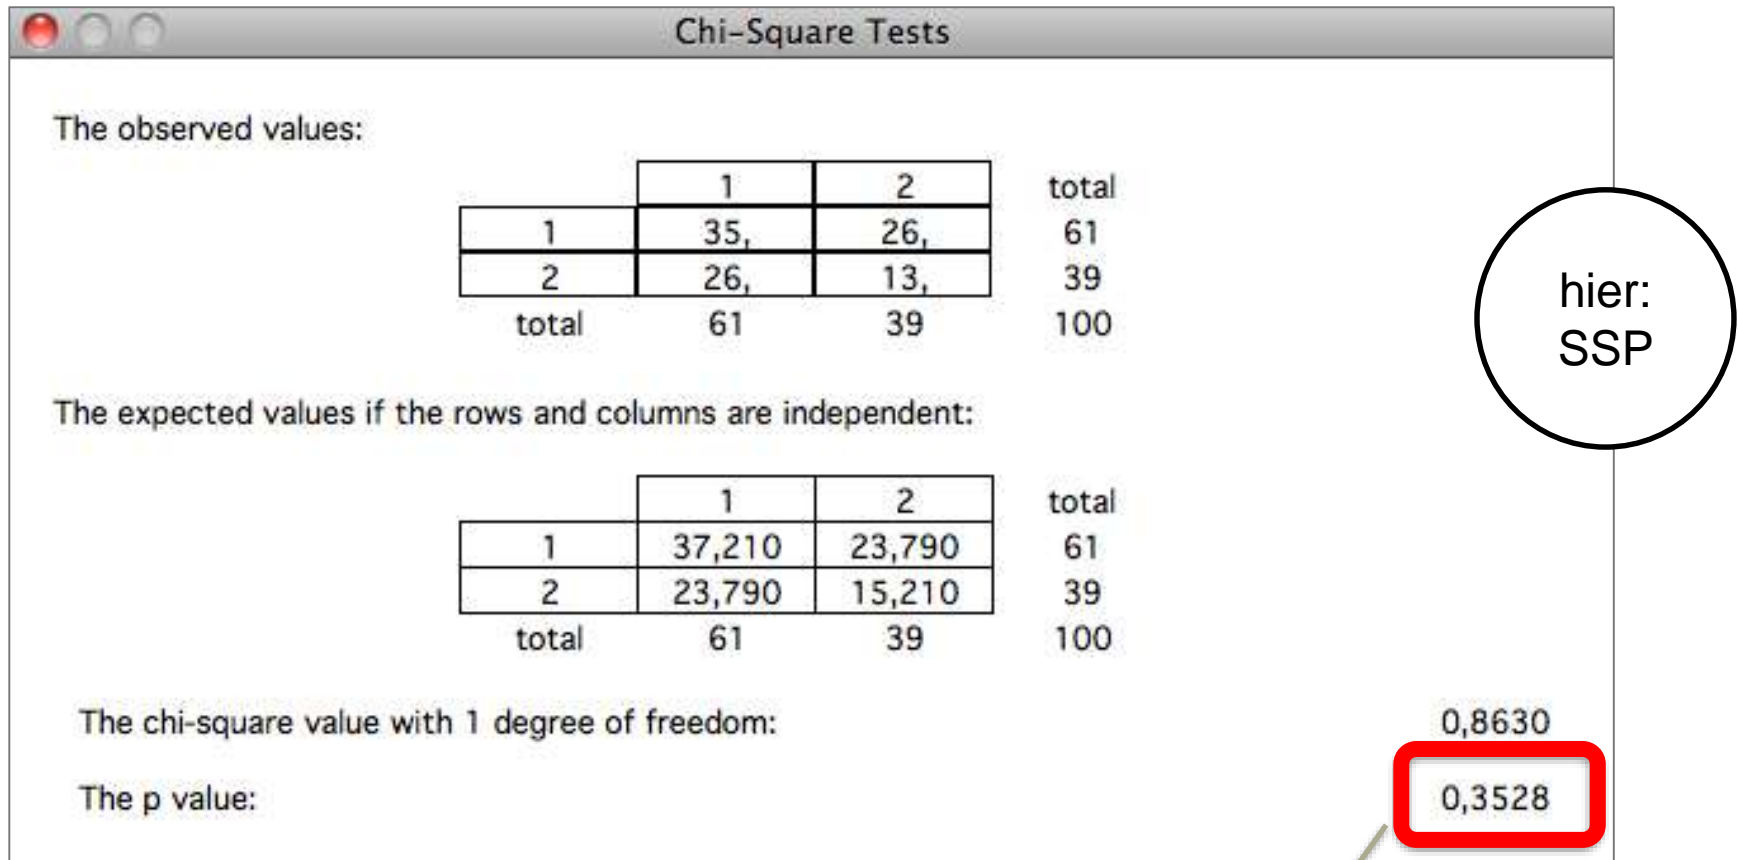 Chi-Square Tests
The observed values:
1 2 total
1 35, 26, 61
2 26, 13, 39
total 61 39 100
hier:
SSP
The expected values if the rows and columns are independent:
1 2 total
1 37,210 23,790 61
2 23,790 15,210 39
total 61 39 100
The chi-square value with 1 degree of freedom: 0,8630
The p value: 0,3528